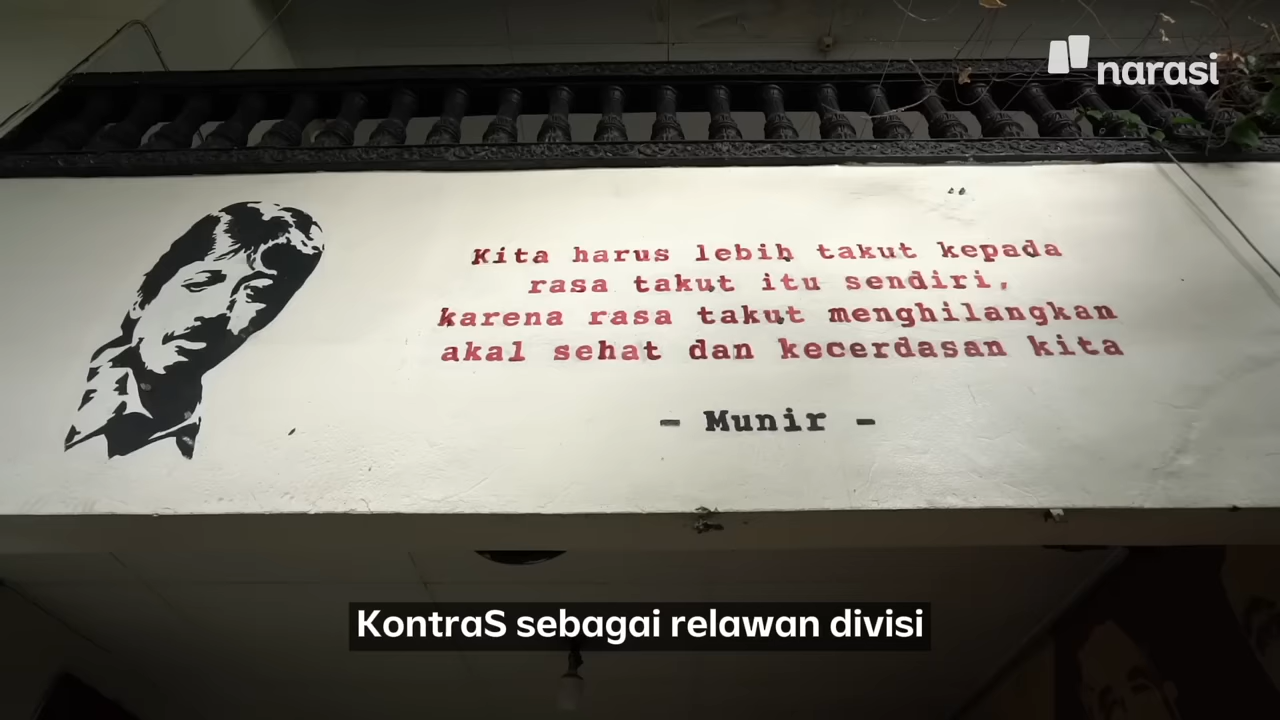 narasi
Kita harus lebih takut kepada
rasa takut itu sendiri,
karena rasa takut menghilangkan
akal sehat dan kecerdasan kita
- Munir -
KontraS sebagai relawan divisi